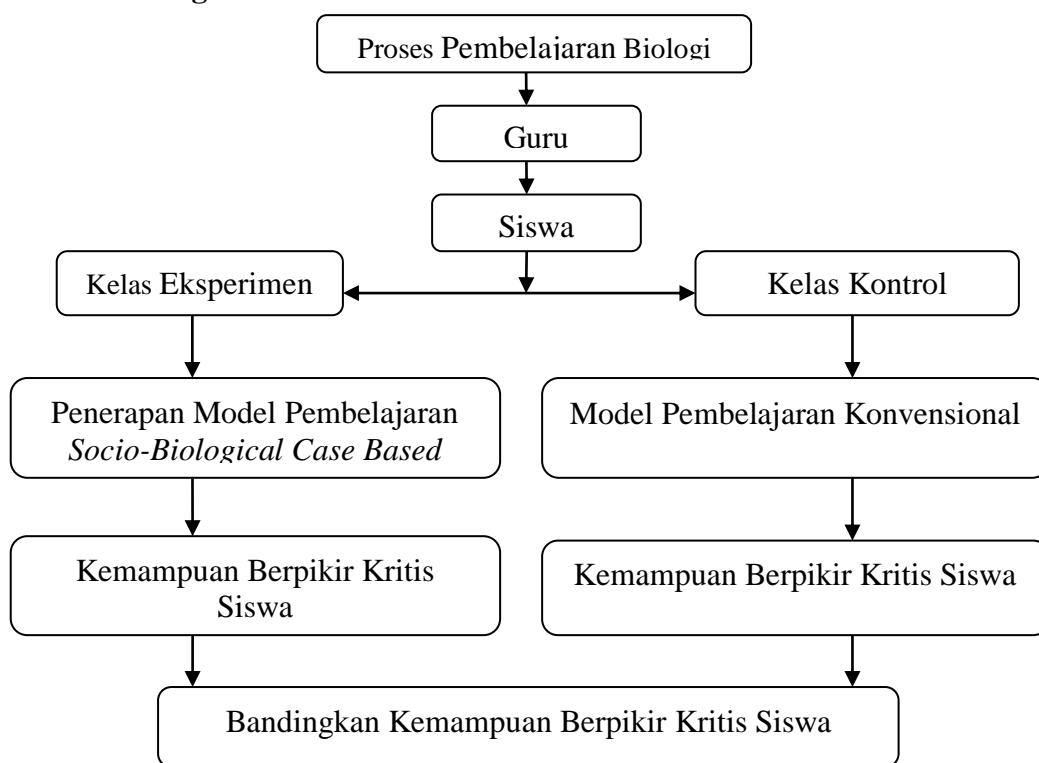 Proses Pembelajaran Biologi
Guru
Siswa
Kelas Eksperimen
Kelas Kontrol
Penerapan Model Pembelajaran
Socio-Biological Case Based
Model Pembelajaran Konvensional
Kemampuan Berpikir Kritis
Siswa
Kemampuan Berpikir Kritis Siswa
Bandingkan Kemampuan Berpikir Kritis Siswa